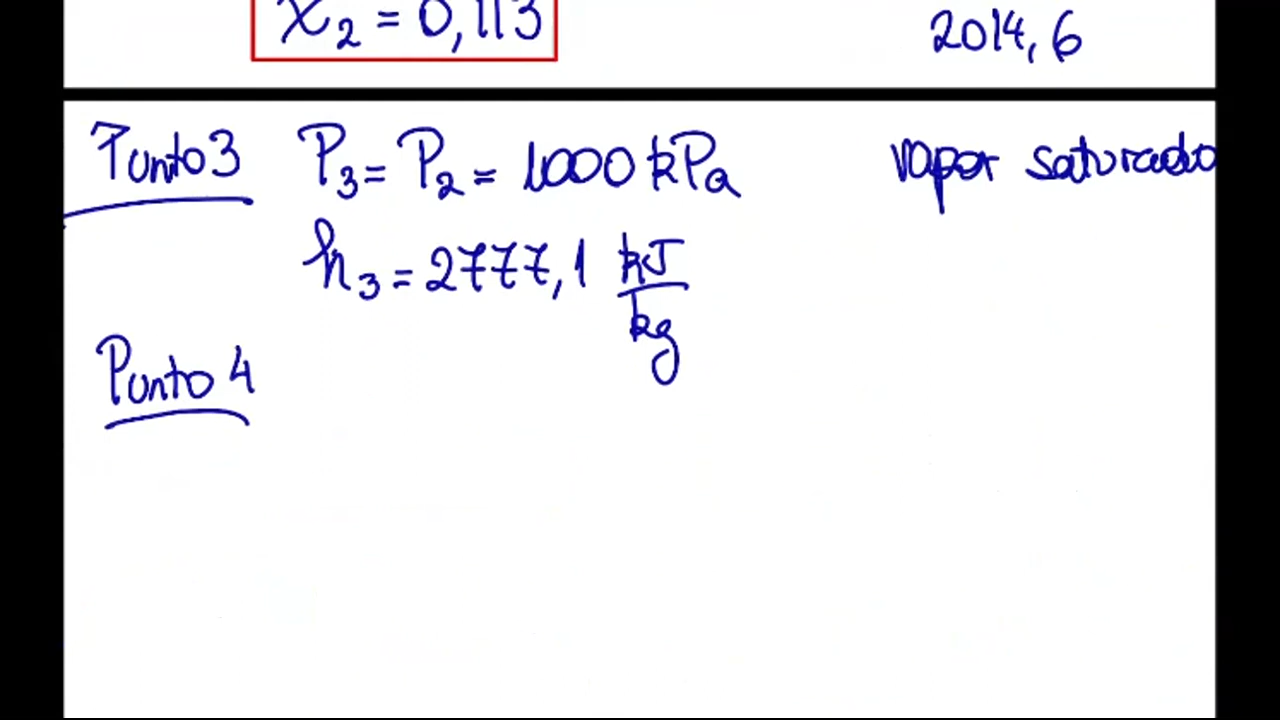 x₂ = 0,113 2014,6
Punto 3 P₃ = P₂ = 1000 kPa vapor saturado
h₃ = 2777,1 kJ/kg
Punto 4